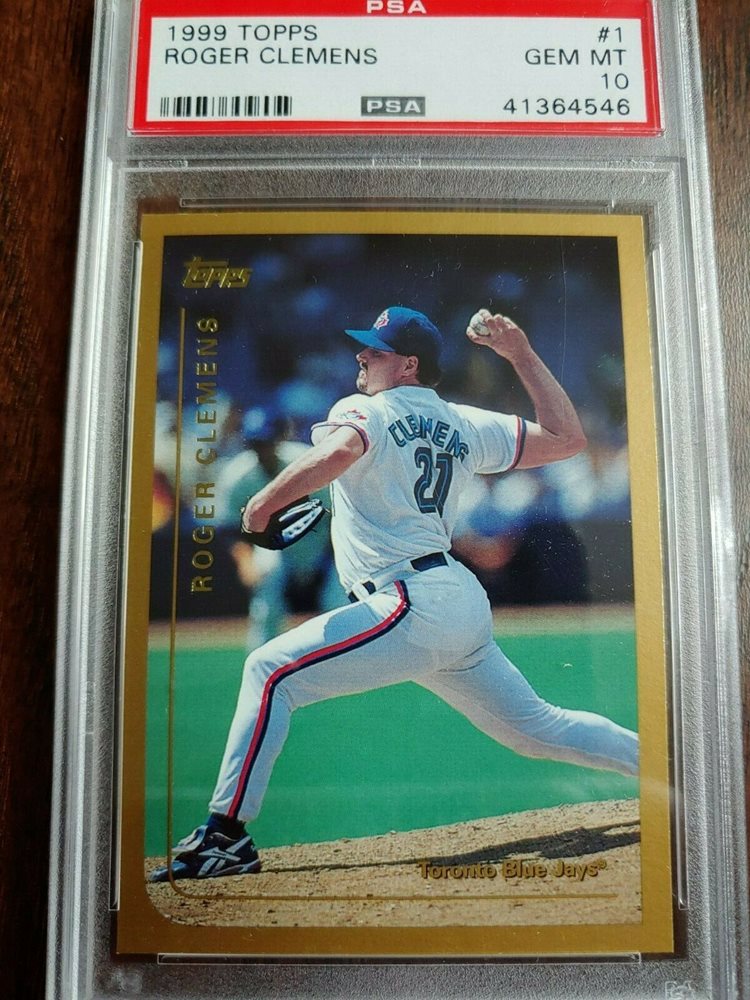 PSA
1999 TOPPS #1
ROGER CLEMENS GEM MT
10
PSA 41364546
Topps
ROGER CLEMENS
CLEMENS
21
Toronto Blue Jays®